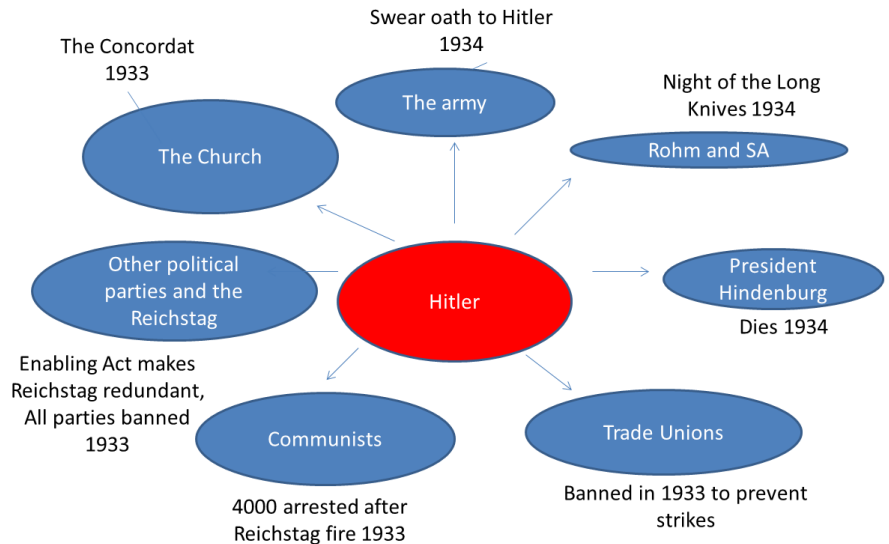 Swear oath to Hitler
1934
The army
The Concordat
1933
The Church
Night of the Long
Knives 1934
Rohm and SA
Other political
parties and the
Reichstag
Enabling Act makes
Reichstag redundant,
All parties banned
1933
Hitler
President
Hindenburg
Dies 1934
Communists
4000 arrested after
Reichstag fire 1933
Trade Unions
Banned in 1933 to prevent
strikes